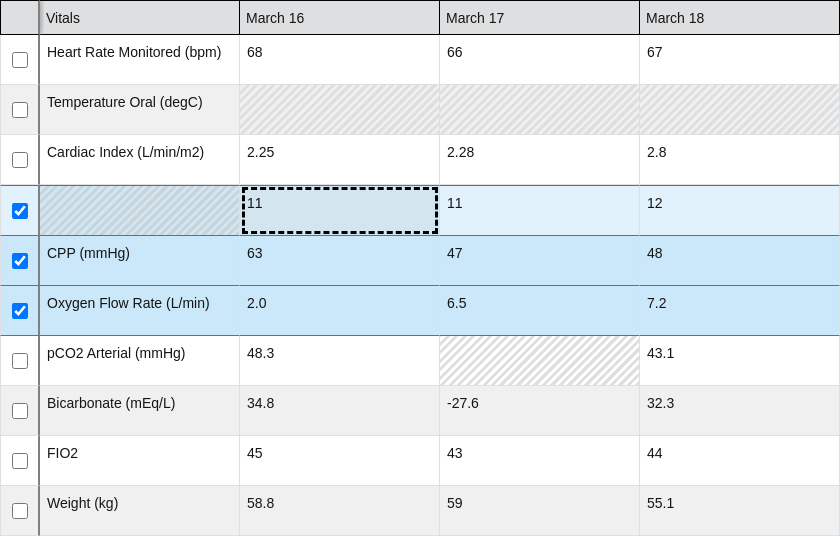 Vitals March 16 March 17 March 18
Heart Rate Monitored (bpm) 68 66 67
Temperature Oral (degC)
Cardiac Index (L/min/m2) 2.25 2.28 2.8
11 11 12
CPP (mmHg) 63 47 48
Oxygen Flow Rate (L/min) 2.0 6.5 7.2
pCO2 Arterial (mmHg) 48.3 43.1
Bicarbonate (mEq/L) 34.8 -27.6 32.3
FIO2 45 43 44
Weight (kg) 58.8 59 55.1